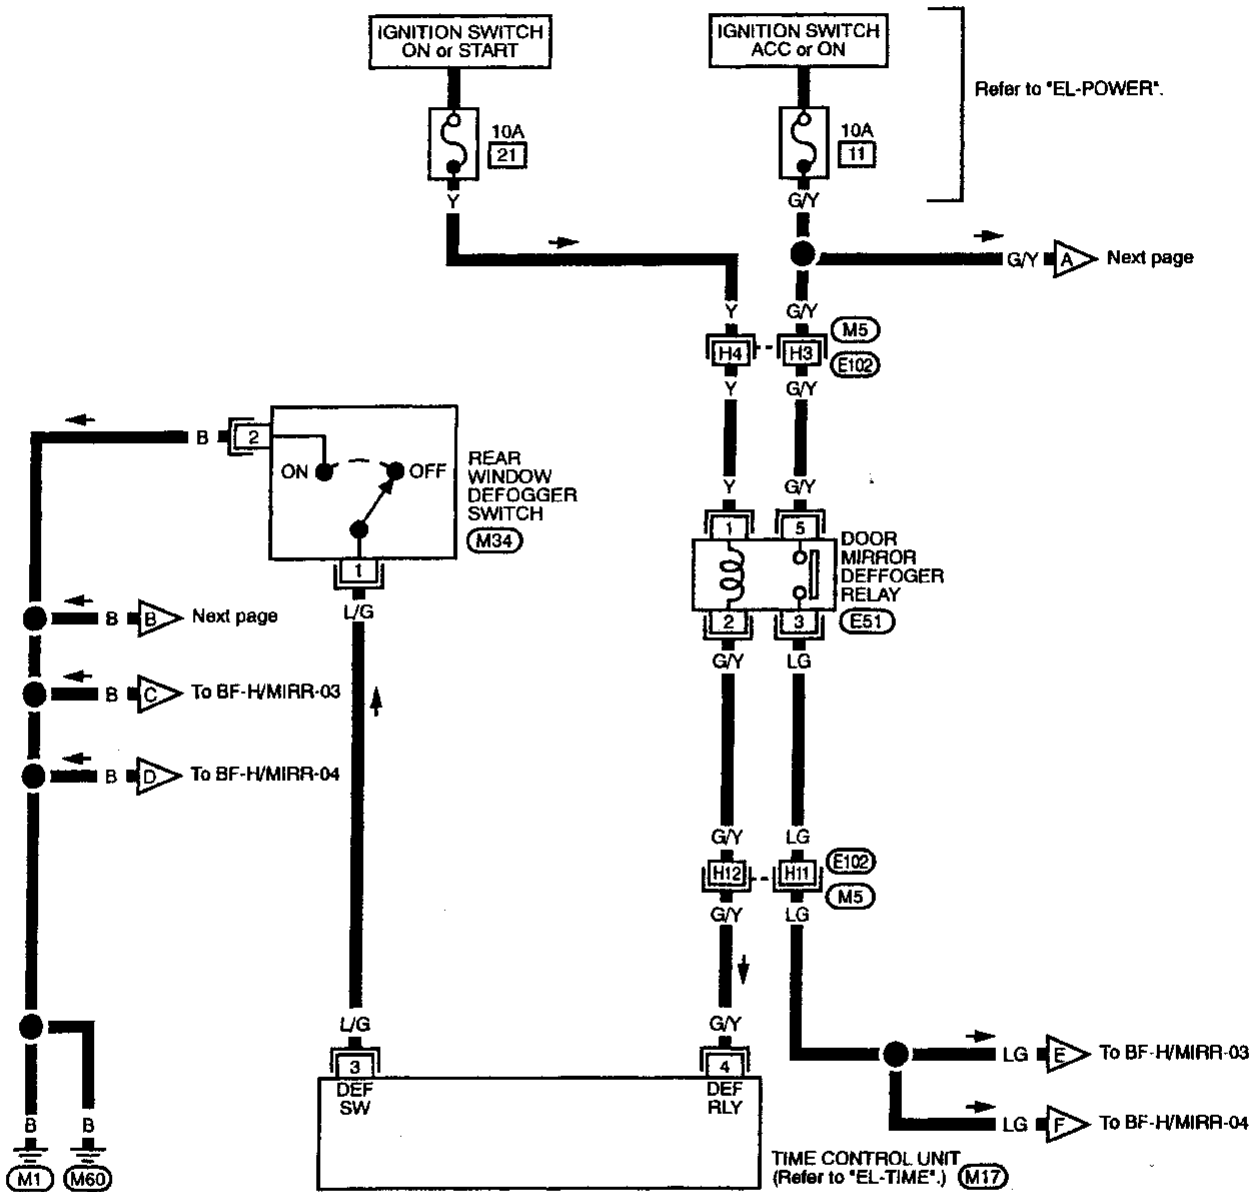 IGNITION SWITCH
ON or START
IGNITION SWITCH
ACC or ON
Refer to "EL-POWER".
10A
21
10A
11
Y
G/Y
G/Y
A
Next page
Y
G/Y
M5
H4
H3
E102
Y
G/Y
B
2
ON
OFF
REAR
WINDOW
DEFOGGER
SWITCH
M34
1
L/G
Y
G/Y
1
5
DOOR
MIRROR
DEFFOGER
RELAY
E51
2
3
G/Y
LG
B
B
Next page
B
C
To BF-H/MIRR-03
B
D
To BF-H/MIRR-04
G/Y
LG
E102
H12
H11
M5
G/Y
LG
L/G
G/Y
3
4
DEF
SW
DEF
RLY
LG
E
To BF-H/MIRR-03
LG
F
To BF-H/MIRR-04
B
B
M1
M60
TIME CONTROL UNIT
(Refer to "EL-TIME".)
M17